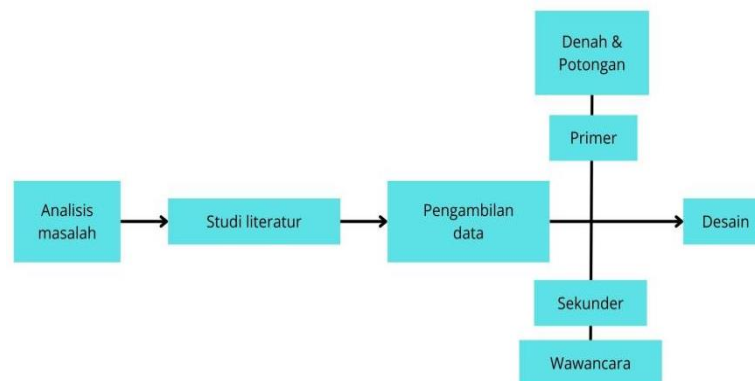 Denah &
Potongan
Primer
Analisis
masalah
Studi literatur
Pengambilan
data
Desain
Sekunder
Wawancara